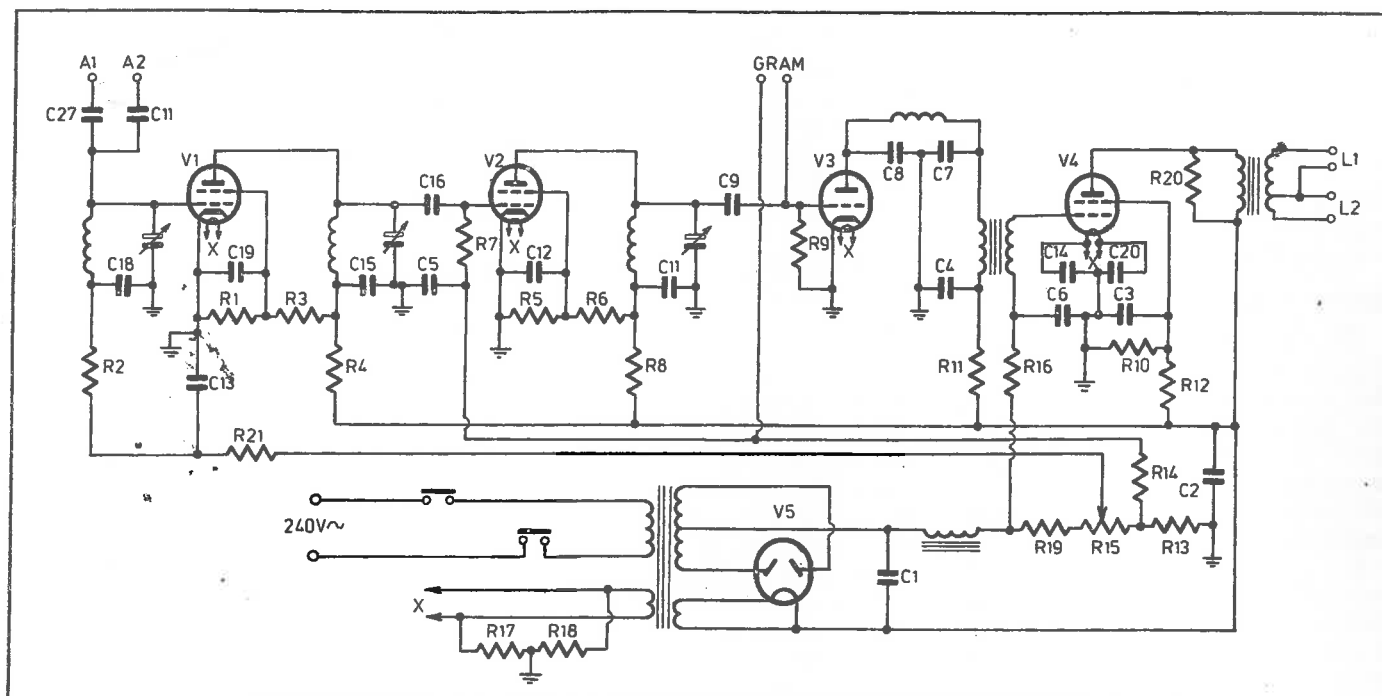 A1 A2 GRAM
C27 C11
V1 V2 V3 V4
C16 C9 C8 C7 R20 L1
L2
R7 R9
X X X X
C19 C12 C14 C20
C18 C15 C5 C11 C4 C6 C3
R1 R3 R5 R6
R2 R4 R8 R11 R16 R10 R12
C13
R21
R14 C2
240V~ V5
R19 R15 R13
C1
X
R17 R18